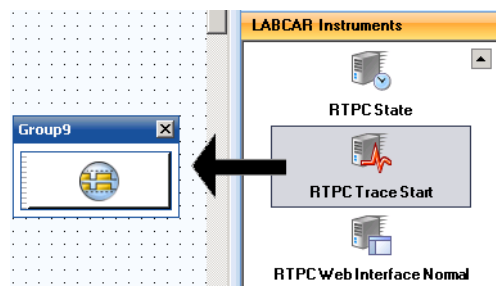 LABCAR Instruments
RTPC State
Group9
RTPC Trace Start
RTPC Web Interface Normal